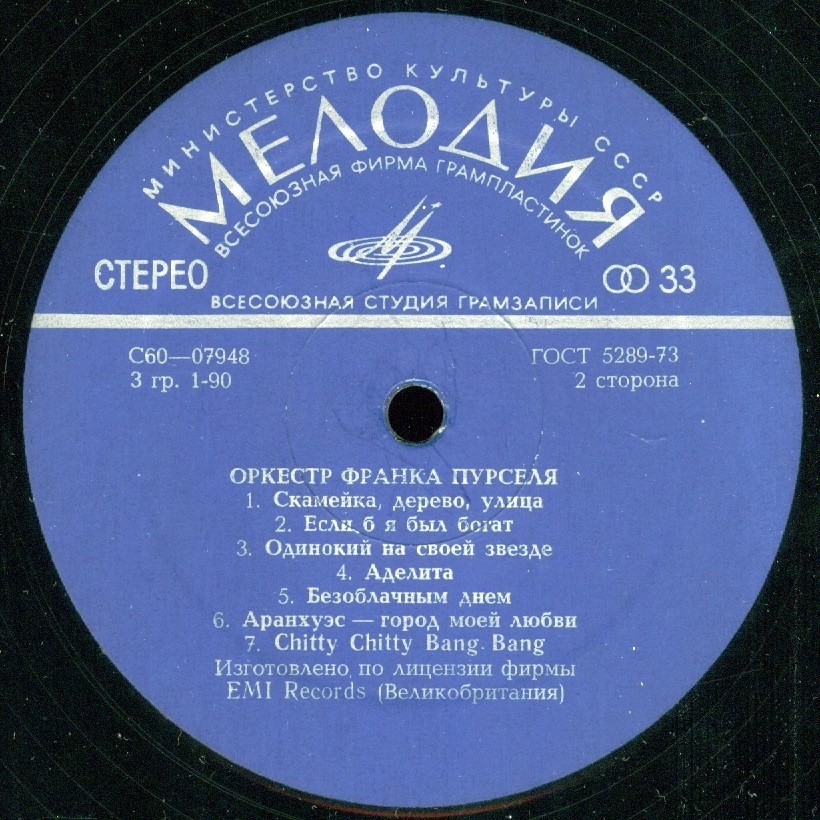 МИНИСТЕРСТВО КУЛЬТУРЫ СССР
МЕЛОДИЯ
ВСЕСОЮЗНАЯ ФИРМА ГРАМПЛАСТИНОК
СТЕРЕО 33
ВСЕСОЮЗНАЯ СТУДИЯ ГРАМЗАПИСИ
С60—07948 ГОСТ 5289-73
3 гр. 1-90 2 сторона
ОРКЕСТР ФРАНКА ПУРСЕЛЯ
1. Скамейка, дерево, улица
2. Если б я был богат
3. Одинокий на своей звезде
4. Аделита
5. Безоблачным днем
6. Аранхуэс — город моей любви
7. Chitty Chitty Bang Bang
Изготовлено по лицензии фирмы
EMI Records (Великобритания)